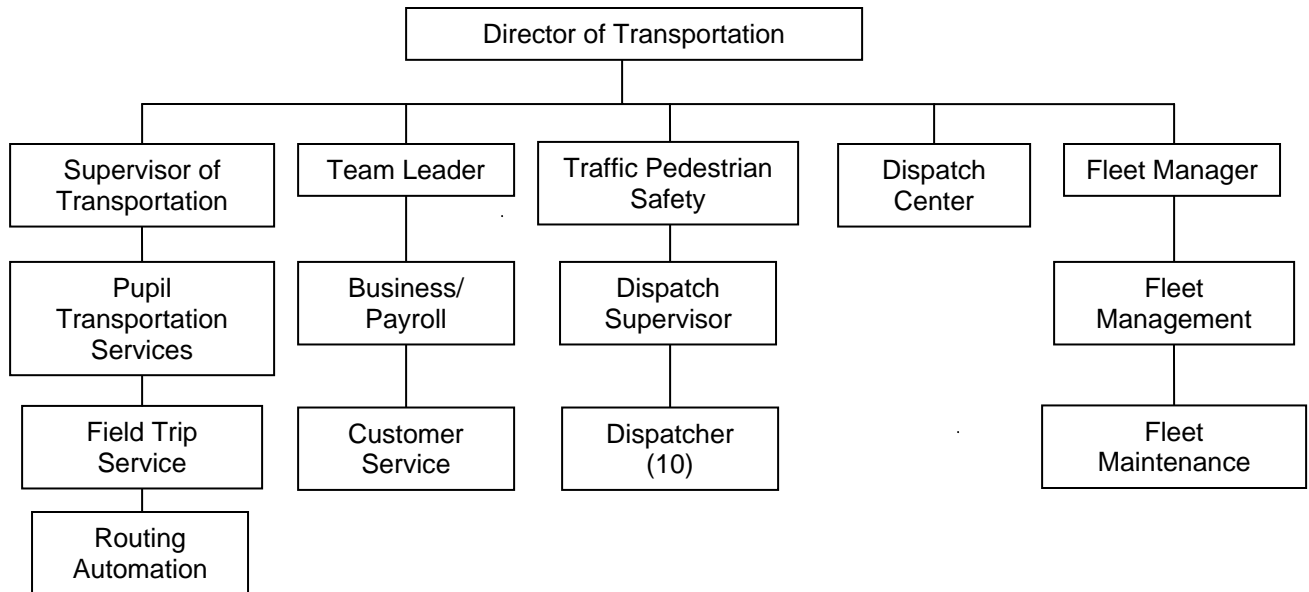 Director of Transportation
Supervisor of
Transportation
Team Leader
Traffic Pedestrian
Safety
Dispatch
Center
Fleet Manager
Pupil
Transportation
Services
Business/
Payroll
Dispatch
Supervisor
Fleet
Management
Field Trip
Service
Customer
Service
Dispatcher
(10)
Fleet
Maintenance
Routing
Automation